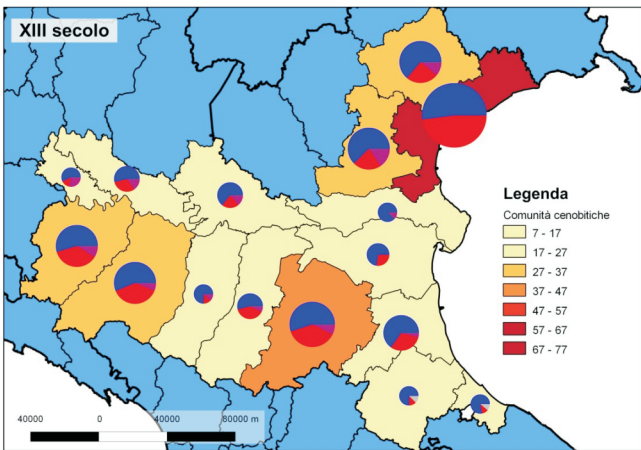 XIII secolo
Legenda
Comunità cenobitiche
7 - 17
17 - 27
27 - 37
37 - 47
47 - 57
57 - 67
67 - 77
40000 0 40000 80000 m